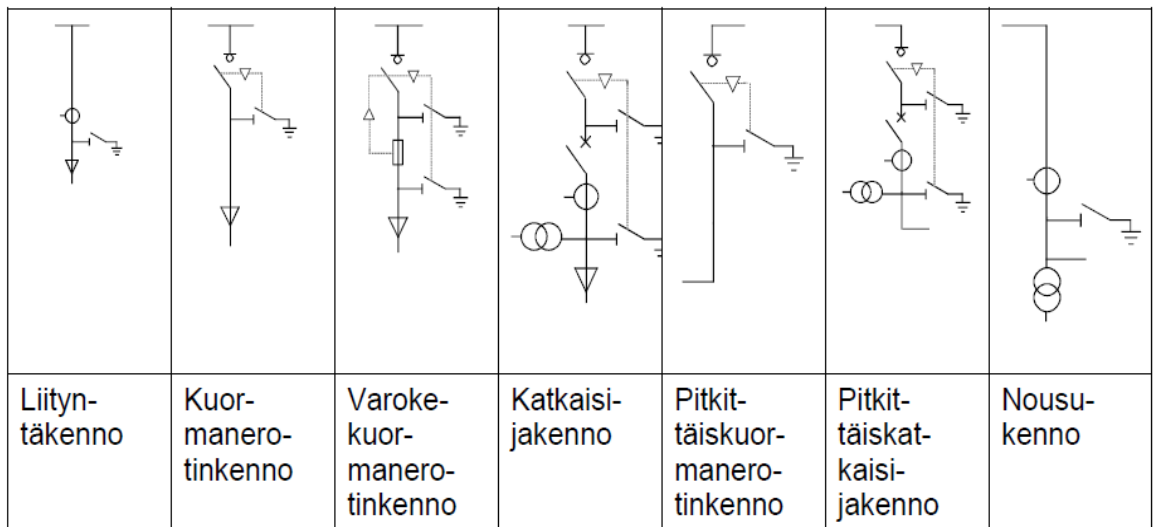 Liityn-
täkenno
Kuor-
manero-
tinkenno
Varoke-
kuor-
manero-
tinkenno
Katkaisi-
jakenno
Pitkit-
täiskuor-
manero-
tinkenno
Pitkit-
täiskat-
kaisi-
jakenno
Nousu-
kenno